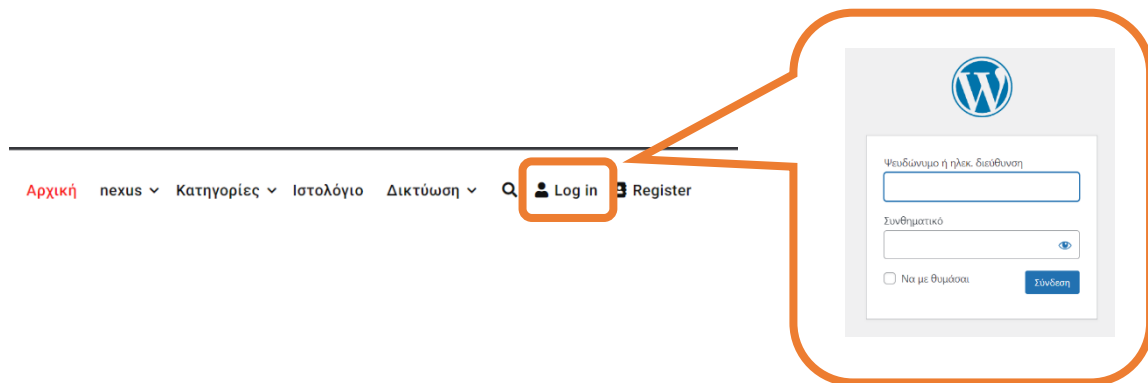 Αρχική nexus Κατηγορίες Ιστολόγιο Δικτύωση Log in Register
Ψευδώνυμο ή ηλεκ. διεύθυνση
Συνθηματικό
Να με θυμάσαι Σύνδεση